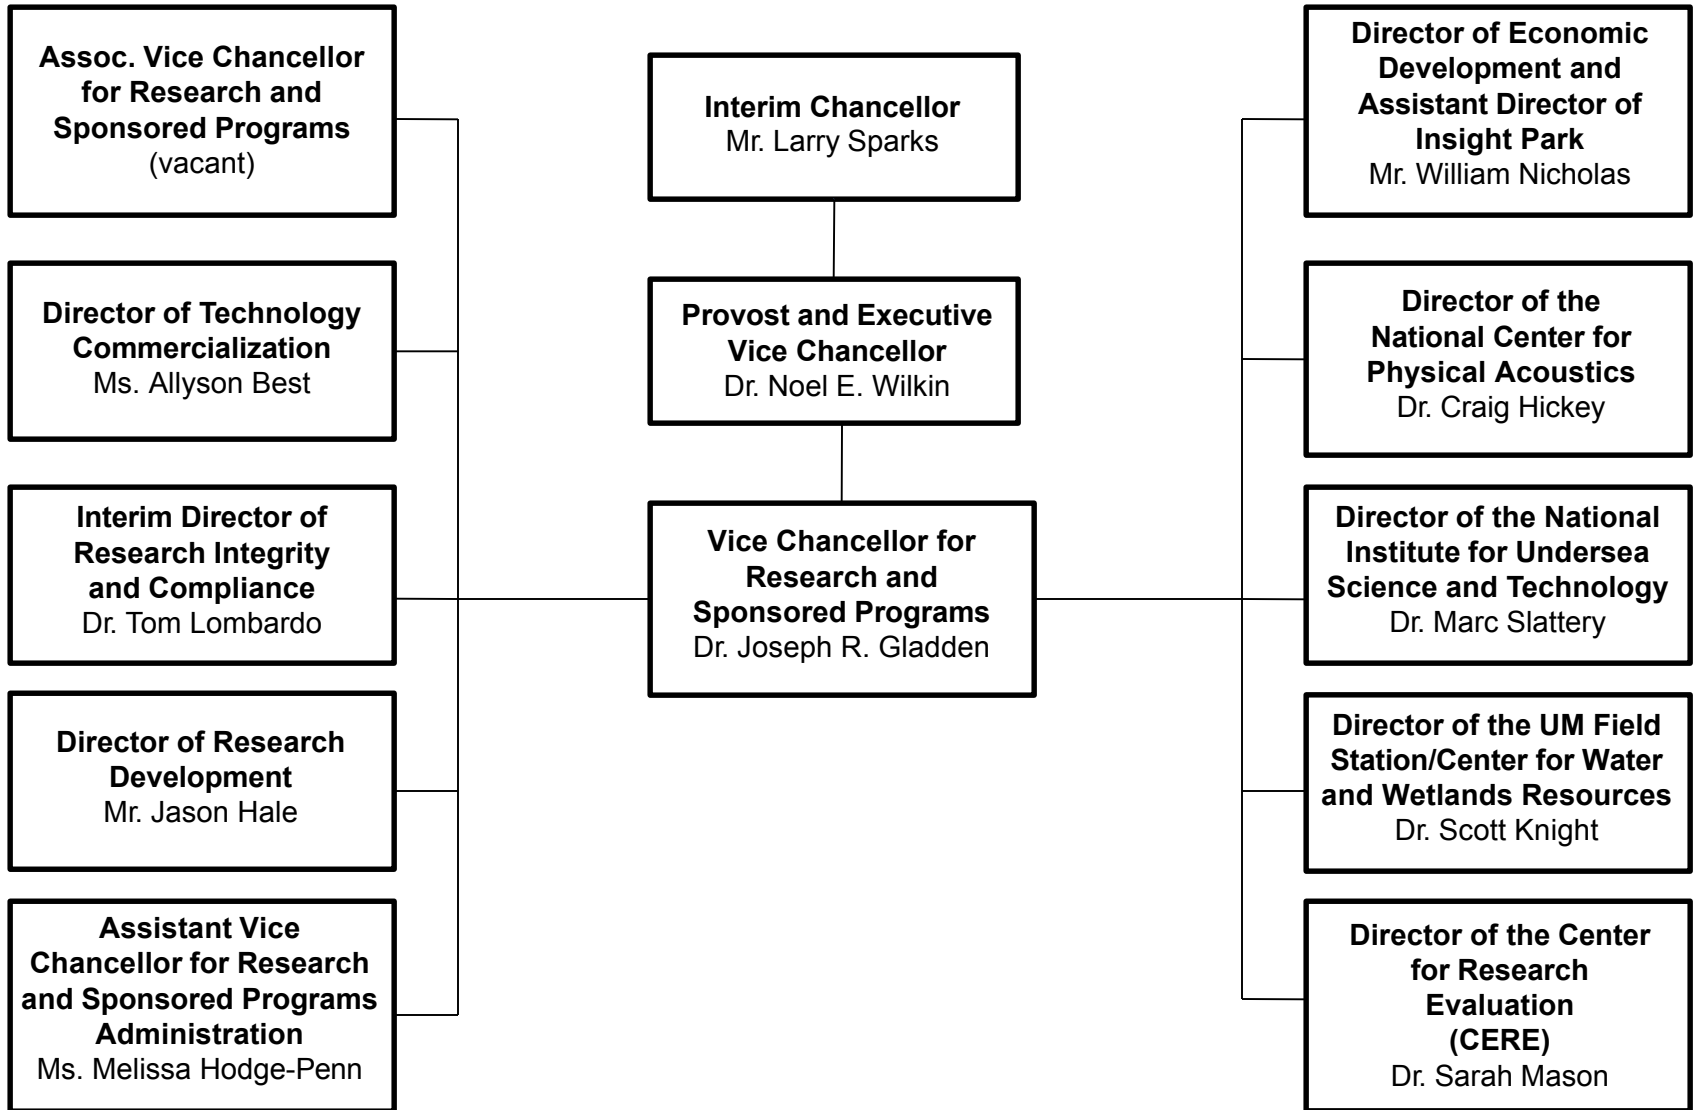 Assoc. Vice Chancellor
for Research and
Sponsored Programs
(vacant)
Director of Technology
Commercialization
Ms. Allyson Best
Interim Director of
Research Integrity
and Compliance
Dr. Tom Lombardo
Director of Research
Development
Mr. Jason Hale
Assistant Vice
Chancellor for Research
and Sponsored Programs
Administration
Ms. Melissa Hodge-Penn
Interim Chancellor
Mr. Larry Sparks
Provost and Executive
Vice Chancellor
Dr. Noel E. Wilkin
Vice Chancellor for
Research and
Sponsored Programs
Dr. Joseph R. Gladden
Director of Economic
Development and
Assistant Director of
Insight Park
Mr. William Nicholas
Director of the
National Center for
Physical Acoustics
Dr. Craig Hickey
Director of the National
Institute for Undersea
Science and Technology
Dr. Marc Slattery
Director of the UM Field
Station/Center for Water
and Wetlands Resources
Dr. Scott Knight
Director of the Center
for Research
Evaluation
(CERE)
Dr. Sarah Mason